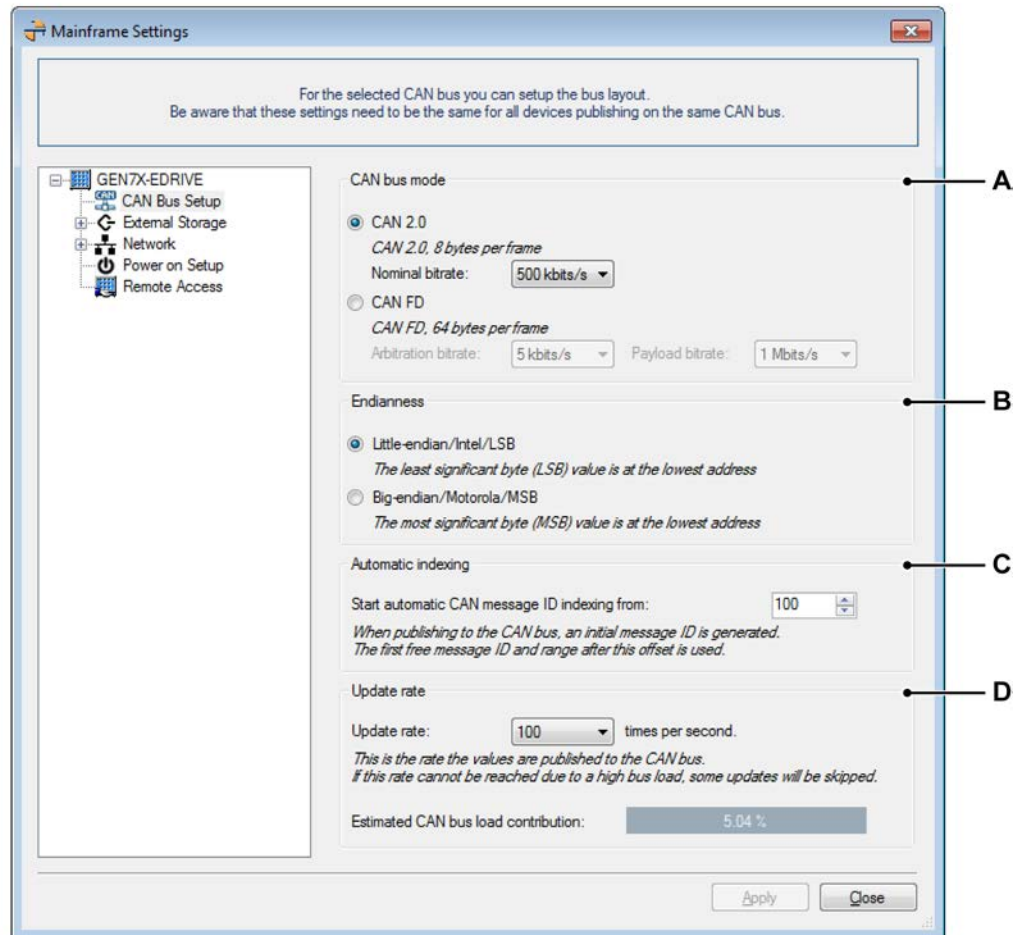 Mainframe Settings
For the selected CAN bus you can setup the bus layout.
Be aware that these settings need to be the same for all devices publishing on the same CAN bus.
GEN7X-EDRIVE
CAN Bus Setup
External Storage
Network
Power on Setup
Remote Access
CAN bus mode
A
CAN 2.0
CAN 2.0, 8 bytes per frame
Nominal bitrate: 500 kbits/s
CAN FD
CAN FD, 64 bytes per frame
Arbitration bitrate: 5 kbits/s Payload bitrate: 1 Mbits/s
Endianness
B
Little-endian/Intel/LSB
The least significant byte (LSB) value is at the lowest address
Big-endian/Motorola/MSB
The most significant byte (MSB) value is at the lowest address
Automatic indexing
C
Start automatic CAN message ID indexing from: 100
When publishing to the CAN bus, an initial message ID is generated.
The first free message ID and range after this offset is used.
Update rate
D
Update rate: 100 times per second.
This is the rate the values are published to the CAN bus.
If this rate cannot be reached due to a high bus load, some updates will be skipped.
Estimated CAN bus load contribution: 5.04 %
Apply Close